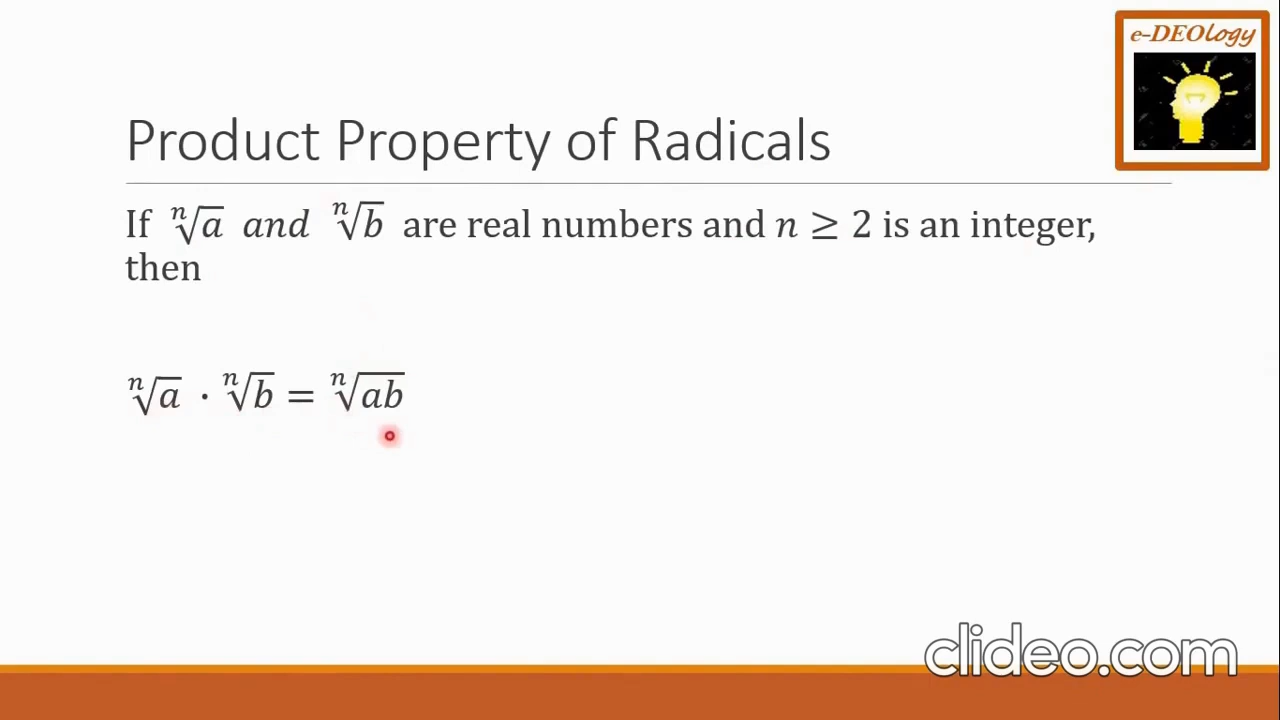 e-DEOlogy
Product Property of Radicals
If ⁿ√a and ⁿ√b are real numbers and n ≥ 2 is an integer,
then
ⁿ√a · ⁿ√b = ⁿ√ab
clideo.com